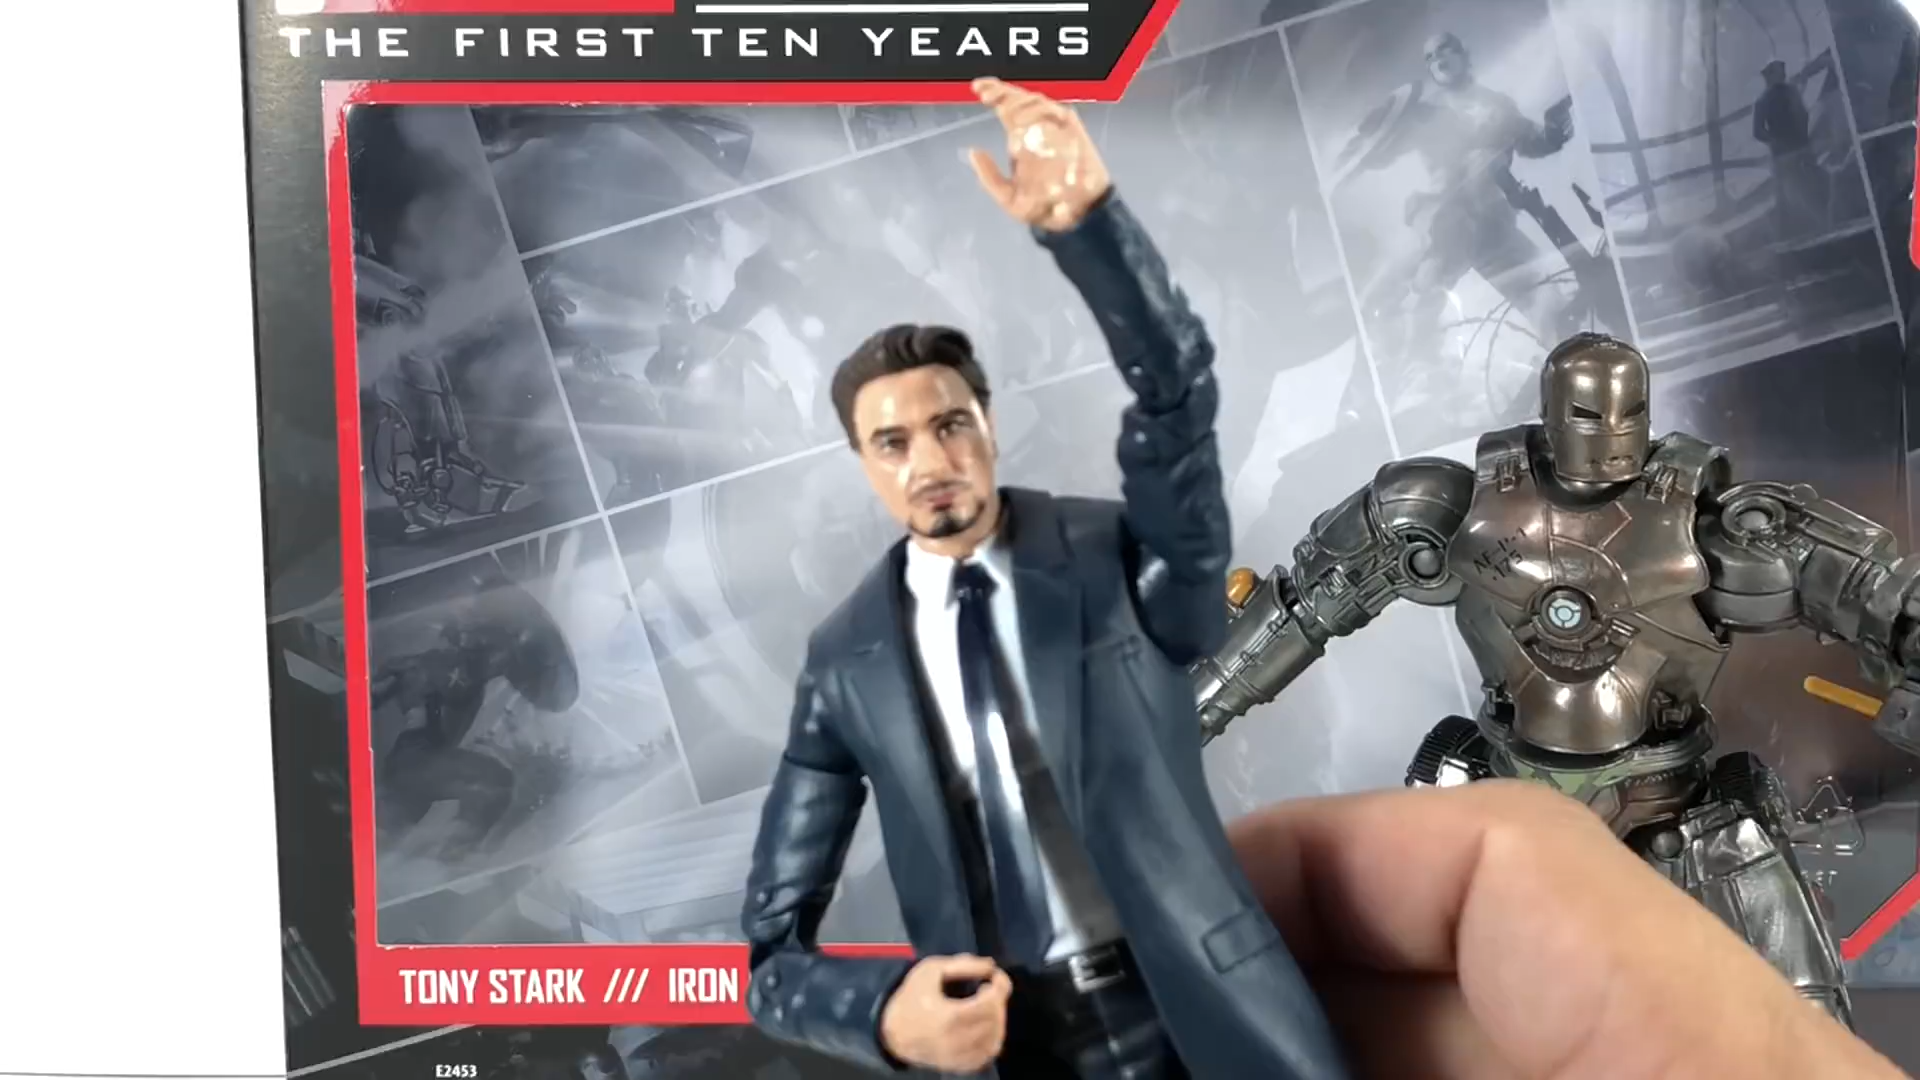 THE FIRST TEN YEARS
TONY STARK /// IRON
E2453